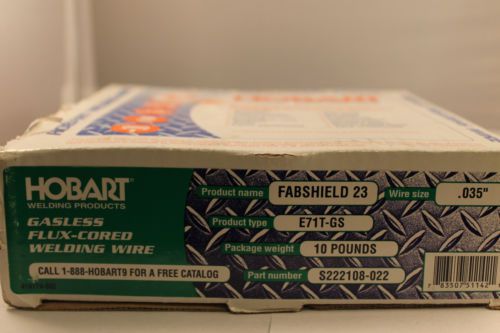 HOBART
HOBART
WELDING PRODUCTS
GASLESS
FLUX-CORED
WELDING WIRE
CALL 1-888-HOBART9 FOR A FREE CATALOG
Product name FABSHIELD 23 Wire size .035"
Product type E71T-GS
Package weight 10 POUNDS
Part number S222108-022